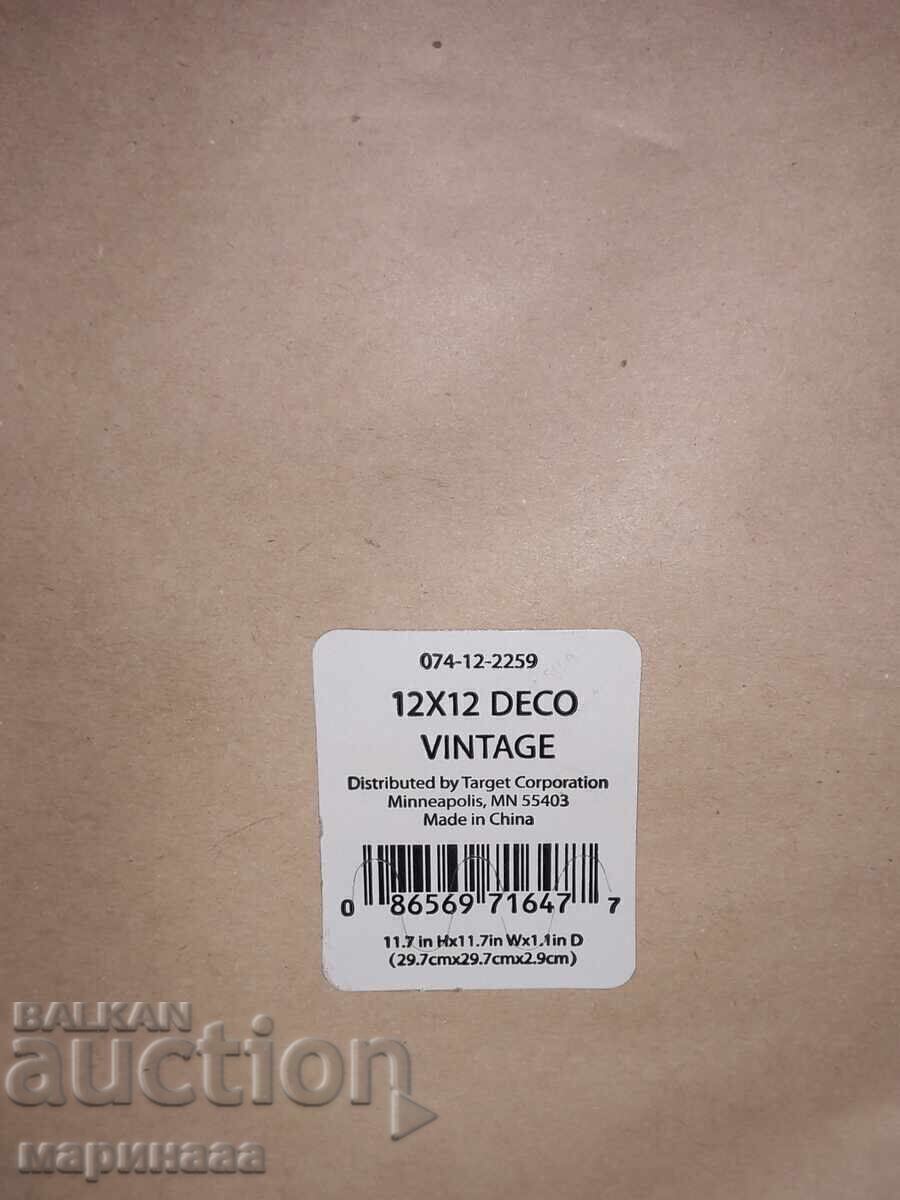 074-12-2259
12X12 DECO
VINTAGE
Distributed by Target Corporation
Minneapolis, MN 55403
Made in China
0 86569 71647 7
11.7 in Hx11.7in Wx1.1in D
(29.7cmx29.7cmx2.9cm)
BALKAN
auction
маринааа